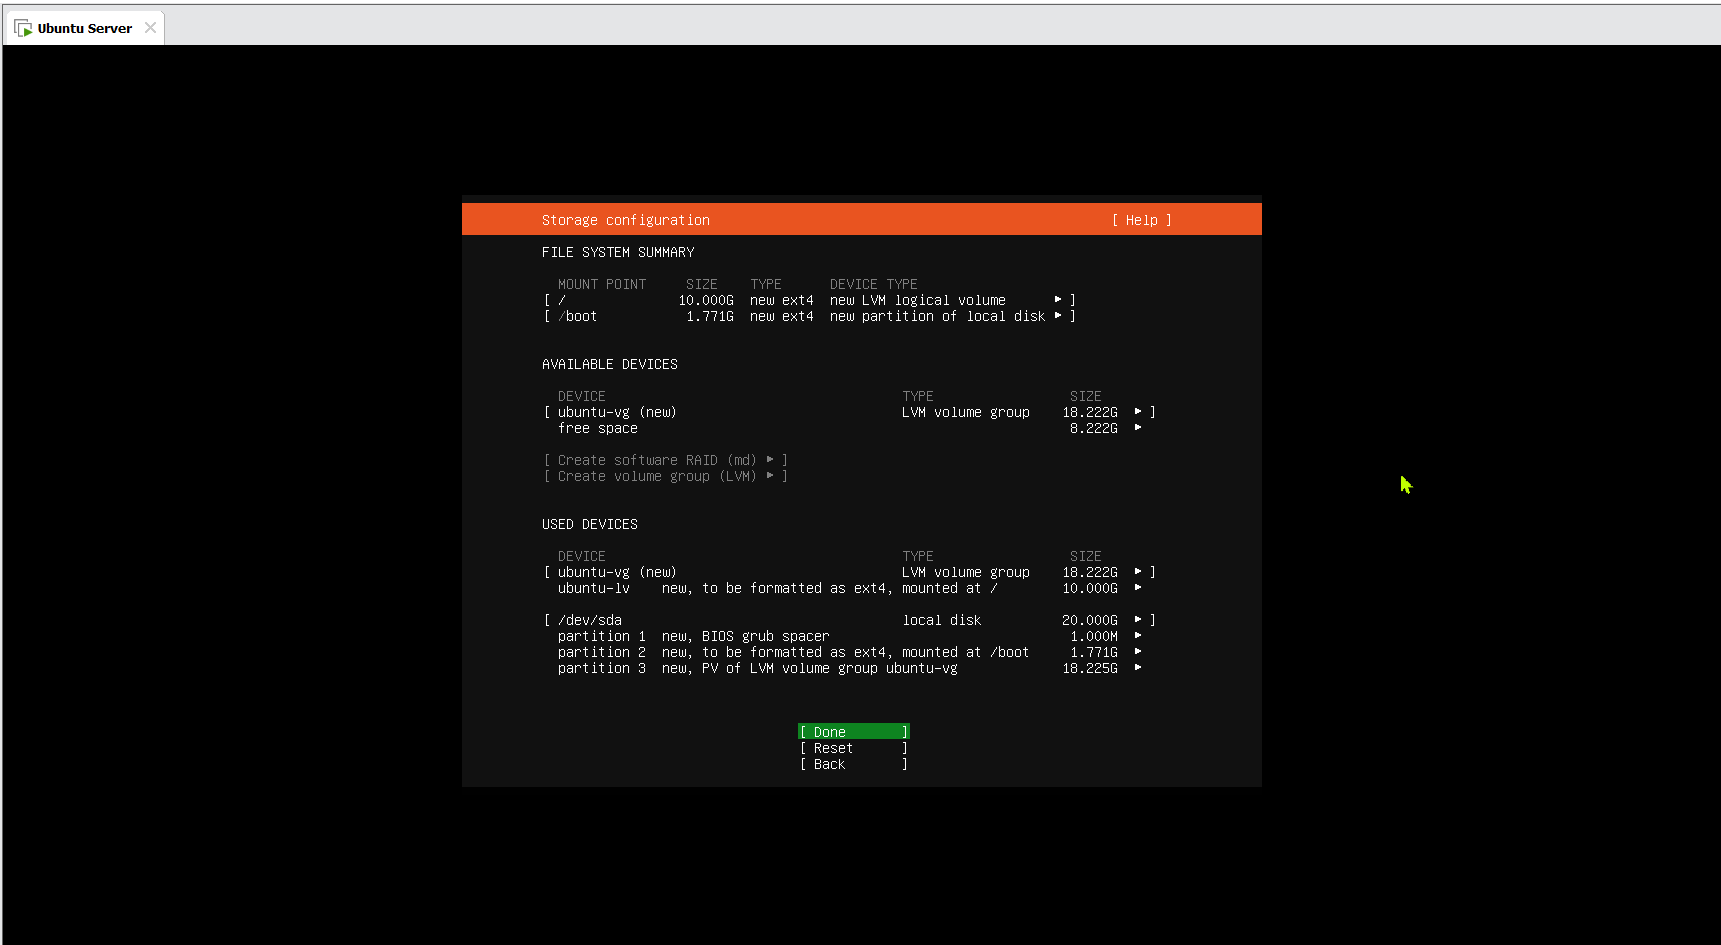 Ubuntu Server
Storage configuration [ Help ]
FILE SYSTEM SUMMARY
MOUNT POINT SIZE TYPE DEVICE TYPE
[ / 10.000G new ext4 new LVM logical volume ▸ ]
[ /boot 1.771G new ext4 new partition of local disk ▸ ]
AVAILABLE DEVICES
DEVICE TYPE SIZE
[ ubuntu-vg (new) LVM volume group 18.222G ▸ ]
free space 8.222G ▸
[ Create software RAID (md) ▸ ]
[ Create volume group (LVM) ▸ ]
USED DEVICES
DEVICE TYPE SIZE
[ ubuntu-vg (new) LVM volume group 18.222G ▸ ]
ubuntu-lv new, to be formatted as ext4, mounted at / 10.000G ▸
[ /dev/sda local disk 20.000G ▸ ]
partition 1 new, BIOS grub spacer 1.000M ▸
partition 2 new, to be formatted as ext4, mounted at /boot 1.771G ▸
partition 3 new, PV of LVM volume group ubuntu-vg 18.225G ▸
[ Done ]
[ Reset ]
[ Back ]